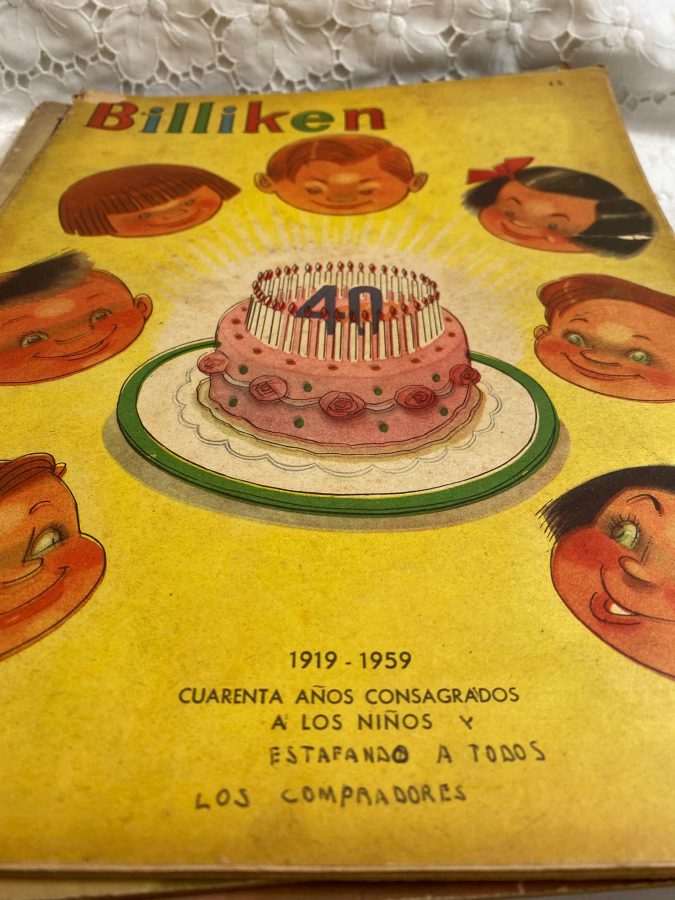 Billiken
40
1919 - 1959
CUARENTA AÑOS CONSAGRADOS
A LOS NIÑOS Y
ESTAFANDO A TODOS
LOS COMPRADORES